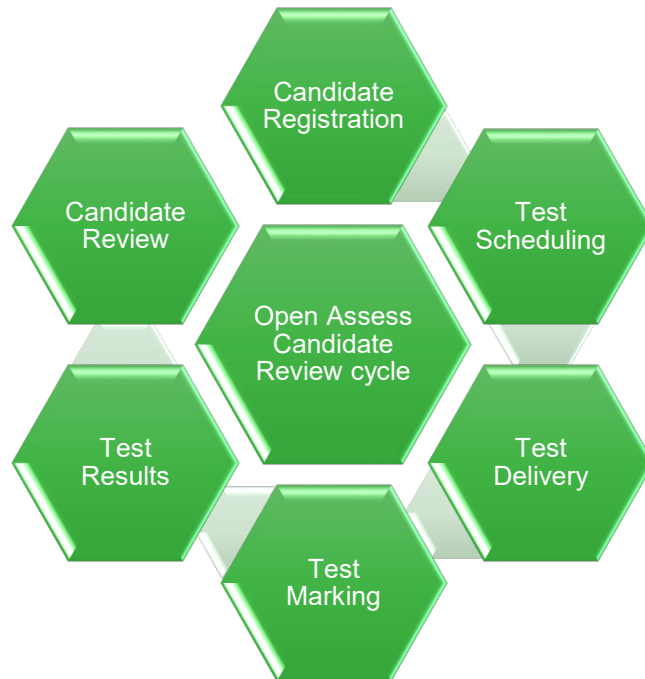 Candidate
Registration
Test
Scheduling
Test
Delivery
Test
Marking
Test
Results
Candidate
Review
Open Assess
Candidate
Review cycle